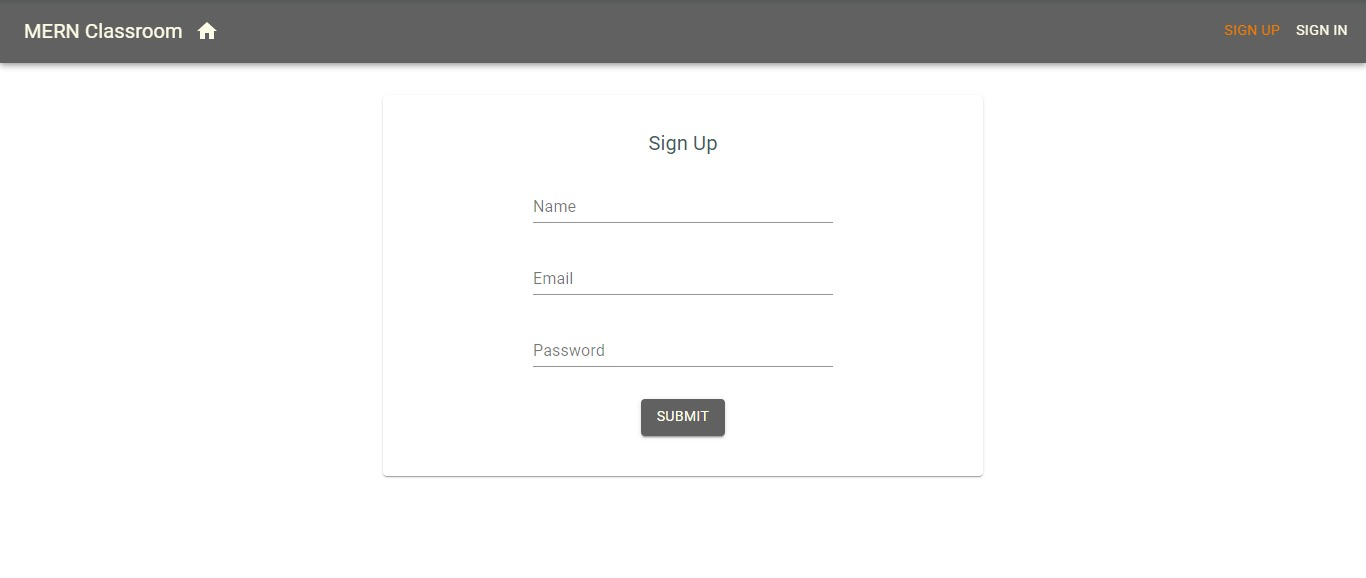 MERN Classroom
SIGN UP
SIGN IN
Sign Up
Name
Email
Password
SUBMIT